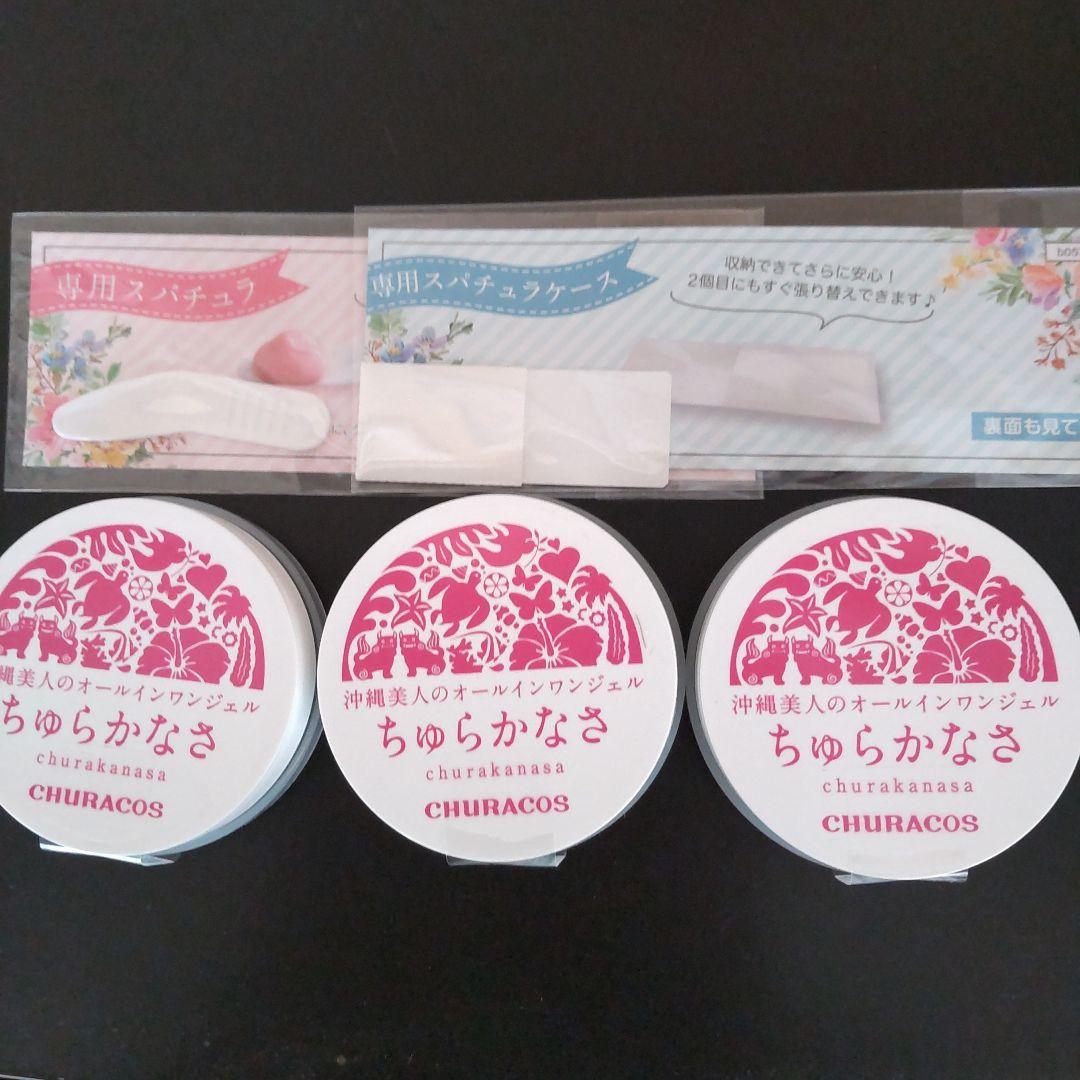 専用スパチュラ
専用スパチュラケース
収納できてさらに安心!
2個目にもすぐ張り替えできます♪
b05
裏面も見て
に、
縄美人のオールインワンジェル
ちゅらかなさ
churakanasa
CHURACOS
沖縄美人のオールインワンジェル
ちゅらかなさ
churakanasa
CHURACOS
沖縄美人のオールインワンジェル
ちゅらかなさ
churakanasa
CHURACOS